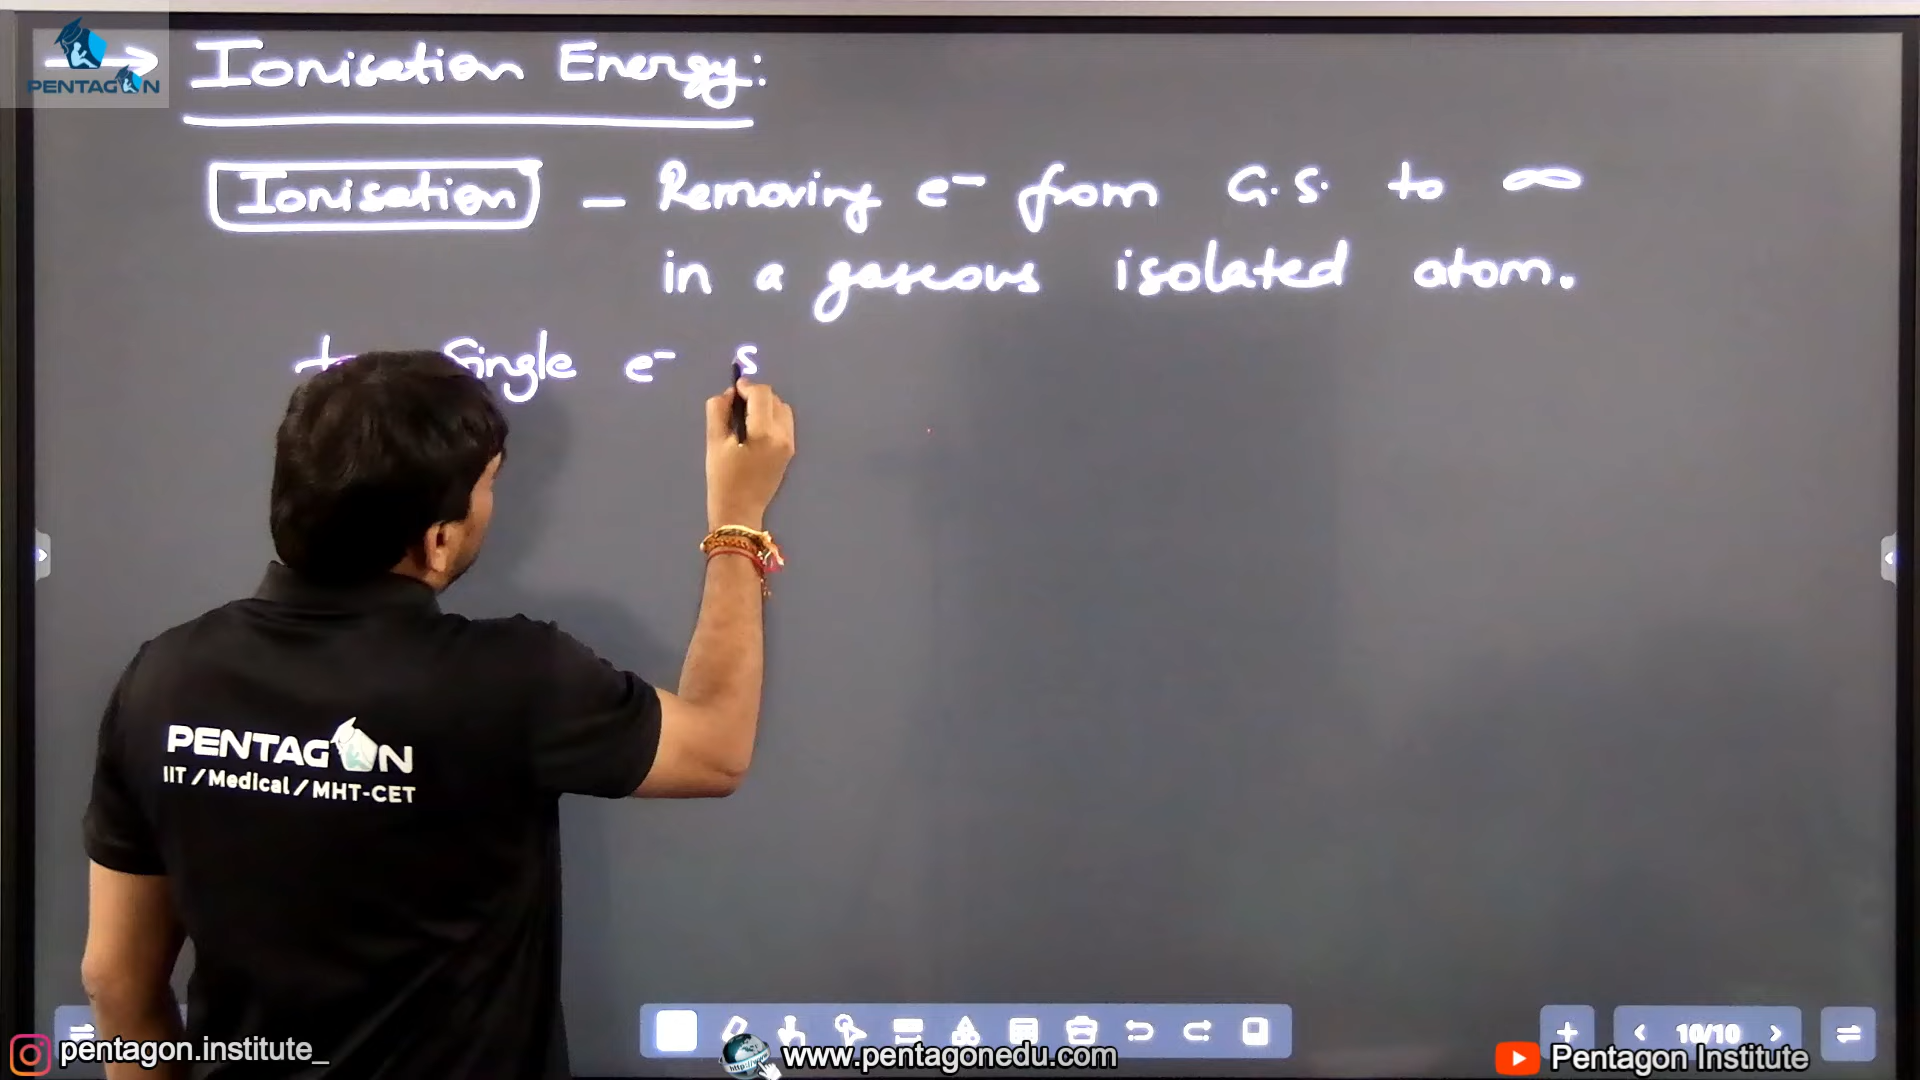 PENTAGON
→ Ionisation Energy:
Ionisation – Removing e⁻ from G.S. to ∞
in a gaseous isolated atom.
Single e⁻ s
PENTAGON
IIT / Medical / MHT-CET
10/10
pentagon.institute_
http://
www.pentagonedu.com
Pentagon Institute